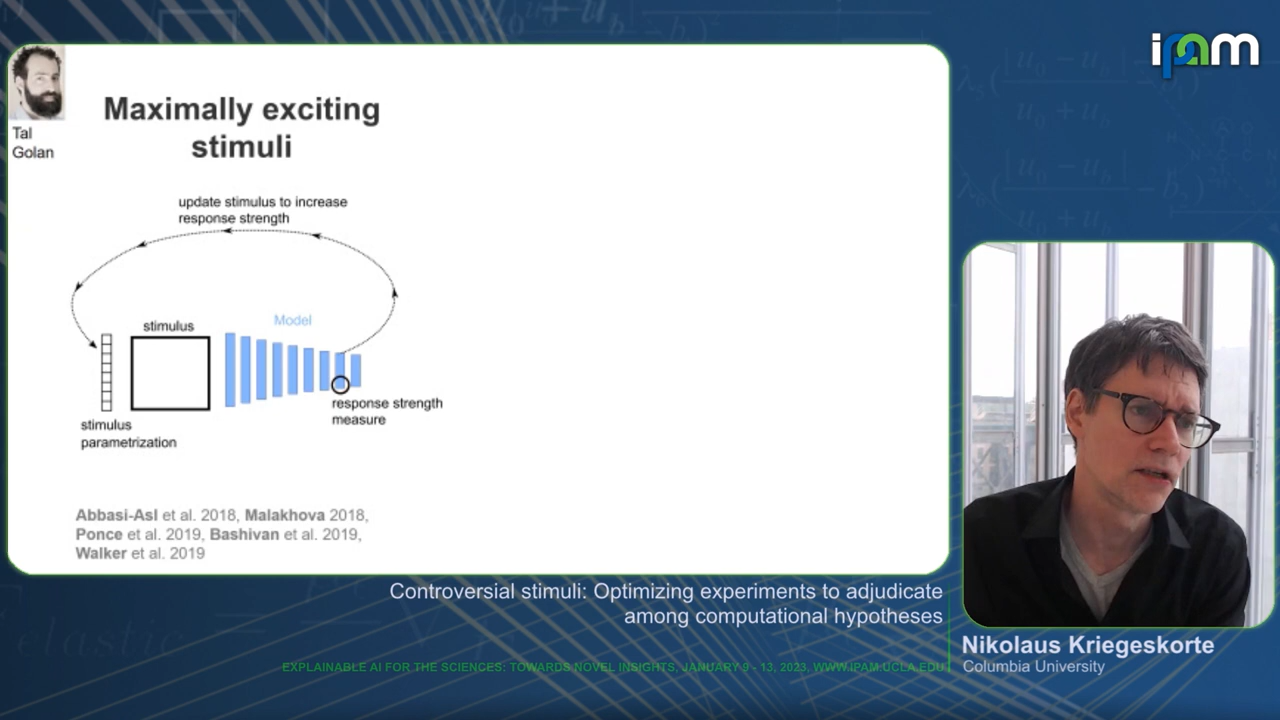 ipam
Tal
Golan
Maximally exciting
stimuli
update stimulus to increase
response strength
stimulus
Model
response strength
measure
stimulus
parametrization
Abbasi-Asl et al. 2018, Malakhova 2018,
Ponce et al. 2019, Bashivan et al. 2019,
Walker et al. 2019
Controversial stimuli: Optimizing experiments to adjudicate
among computational hypotheses
Nikolaus Kriegeskorte
Columbia University
EXPLAINABLE AI FOR THE SCIENCES: TOWARDS NOVEL INSIGHTS, JANUARY 9 - 13, 2023, WWW.IPAM.UCLA.EDU
elastic